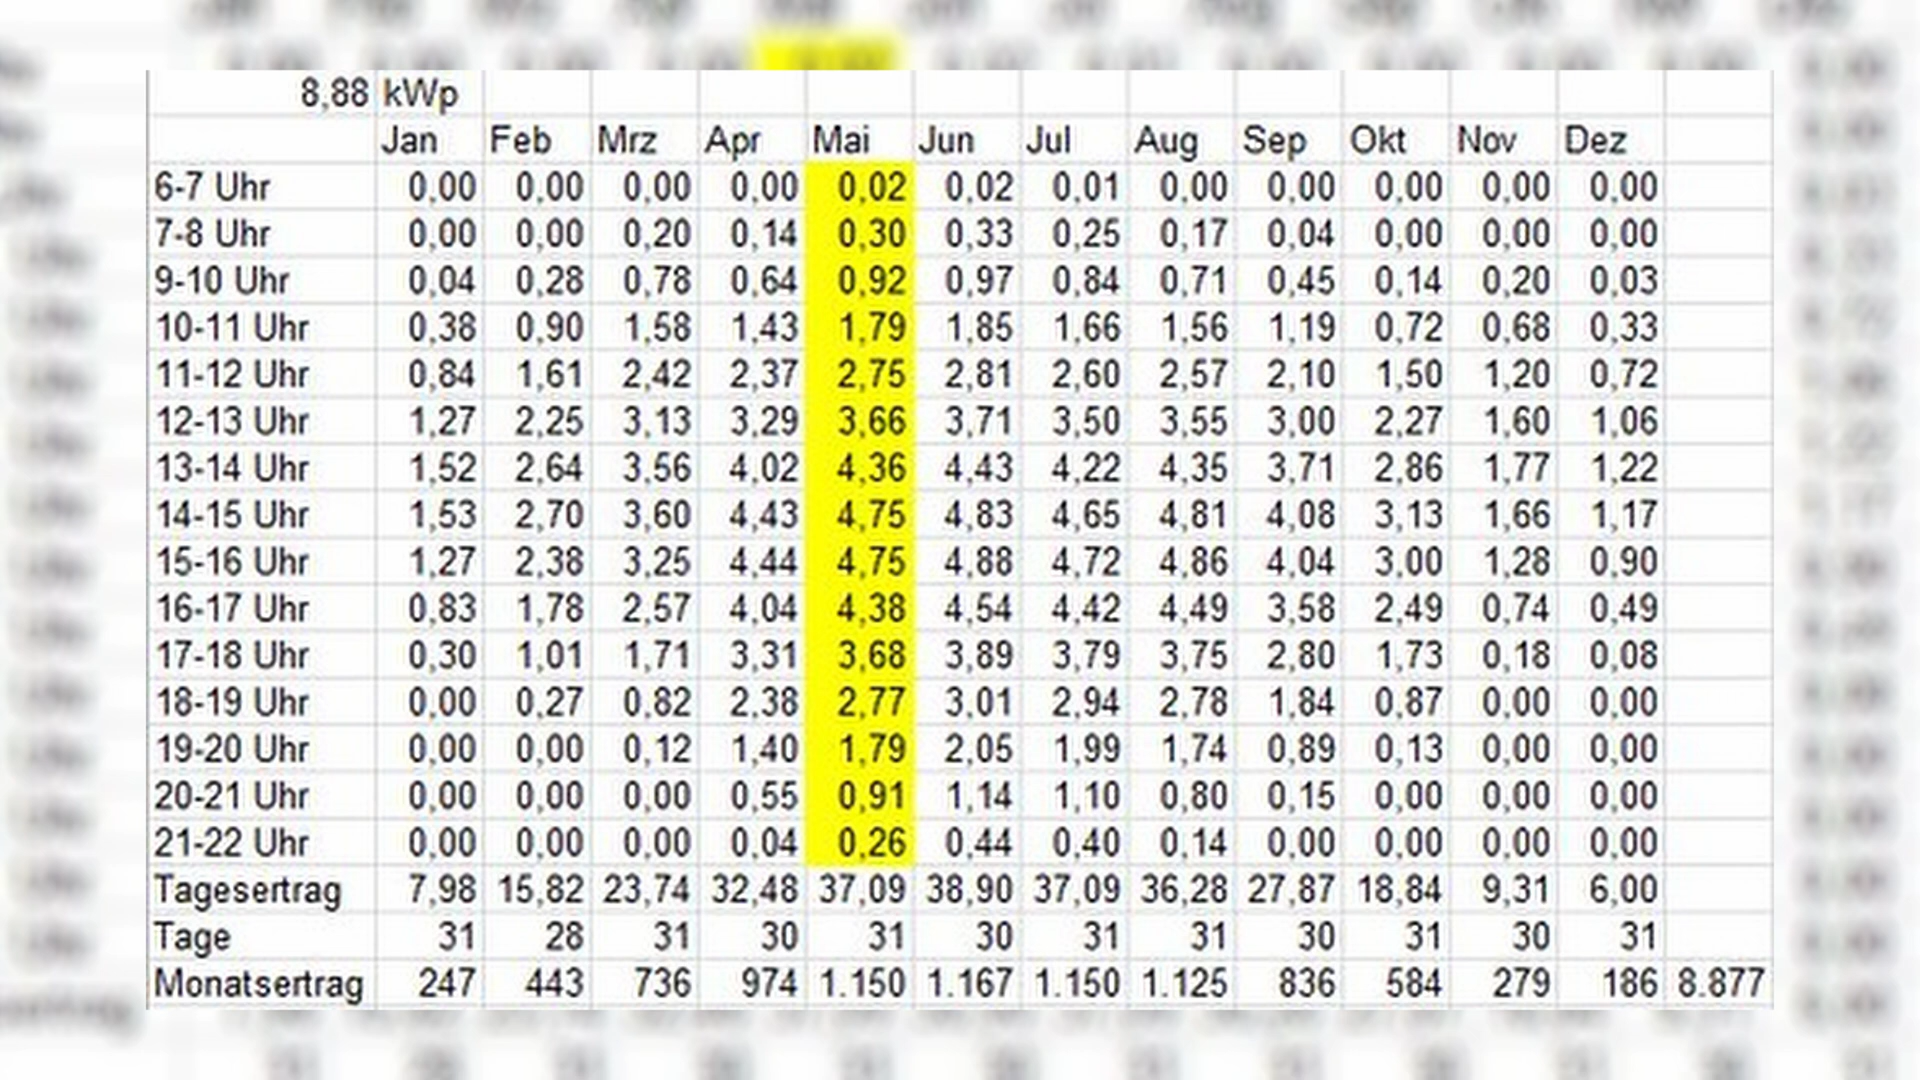 8,88 kWp
Jan Feb Mrz Apr Mai Jun Jul Aug Sep Okt Nov Dez
6-7 Uhr 0,00 0,00 0,00 0,00 0,02 0,02 0,01 0,00 0,00 0,00 0,00 0,00
7-8 Uhr 0,00 0,00 0,20 0,14 0,30 0,33 0,25 0,17 0,04 0,00 0,00 0,00
9-10 Uhr 0,04 0,28 0,78 0,64 0,92 0,97 0,84 0,71 0,45 0,14 0,20 0,03
10-11 Uhr 0,38 0,90 1,58 1,43 1,79 1,85 1,66 1,56 1,19 0,72 0,68 0,33
11-12 Uhr 0,84 1,61 2,42 2,37 2,75 2,81 2,60 2,57 2,10 1,50 1,20 0,72
12-13 Uhr 1,27 2,25 3,13 3,29 3,66 3,71 3,50 3,55 3,00 2,27 1,60 1,06
13-14 Uhr 1,52 2,64 3,56 4,02 4,36 4,43 4,22 4,35 3,71 2,86 1,77 1,22
14-15 Uhr 1,53 2,70 3,60 4,43 4,75 4,83 4,65 4,81 4,08 3,13 1,66 1,17
15-16 Uhr 1,27 2,38 3,25 4,44 4,75 4,88 4,72 4,86 4,04 3,00 1,28 0,90
16-17 Uhr 0,83 1,78 2,57 4,04 4,38 4,54 4,42 4,49 3,58 2,49 0,74 0,49
17-18 Uhr 0,30 1,01 1,71 3,31 3,68 3,89 3,79 3,75 2,80 1,73 0,18 0,08
18-19 Uhr 0,00 0,27 0,82 2,38 2,77 3,01 2,94 2,78 1,84 0,87 0,00 0,00
19-20 Uhr 0,00 0,00 0,12 1,40 1,79 2,05 1,99 1,74 0,89 0,13 0,00 0,00
20-21 Uhr 0,00 0,00 0,00 0,55 0,91 1,14 1,10 0,80 0,15 0,00 0,00 0,00
21-22 Uhr 0,00 0,00 0,00 0,04 0,26 0,44 0,40 0,14 0,00 0,00 0,00 0,00
Tagesertrag 7,98 15,82 23,74 32,48 37,09 38,90 37,09 36,28 27,87 18,84 9,31 6,00
Tage 31 28 31 30 31 30 31 31 30 31 30 31
Monatsertrag 247 443 736 974 1.150 1.167 1.150 1.125 836 584 279 186 8.877